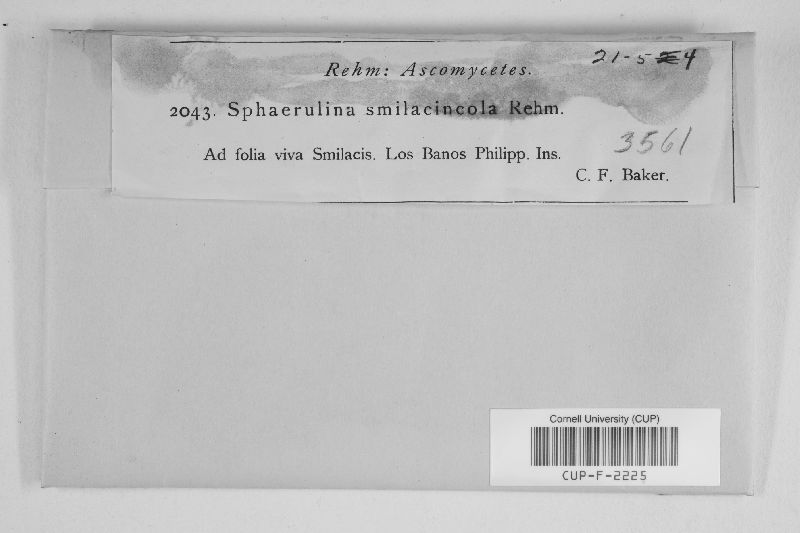 Rehm: Ascomycetes.
21-5-4
2043. Sphaerulina smilacincola Rehm.
3561
Ad folia viva Smilacis. Los Banos Philipp. Ins.
C. F. Baker.
Cornell University (CUP)
CUP-F-2225